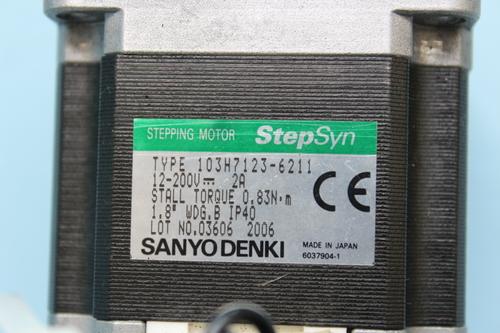 STEPPING MOTOR StepSyn
TYPE 103H7123-6211
12-200V⎓ 2A
STALL TORQUE 0.83N·m
1.8° WDG.B IP40
LOT NO.03606 2006
SANYO DENKI
CE
MADE IN JAPAN
6037904-1